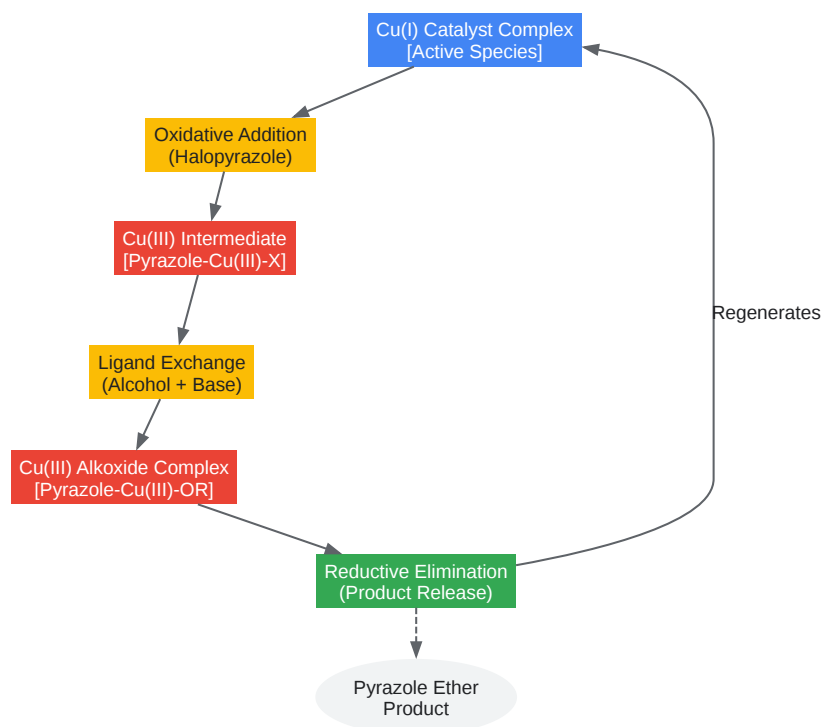 Cu(I) Catalyst Complex
[Active Species]
Oxidative Addition
(Halopyrazole)
Cu(III) Intermediate
[Pyrazole-Cu(III)-X]
Regenerates
Ligand Exchange
(Alcohol + Base)
Cu(III) Alkoxide Complex
[Pyrazole-Cu(III)-OR]
Reductive Elimination
(Product Release)
Pyrazole Ether
Product